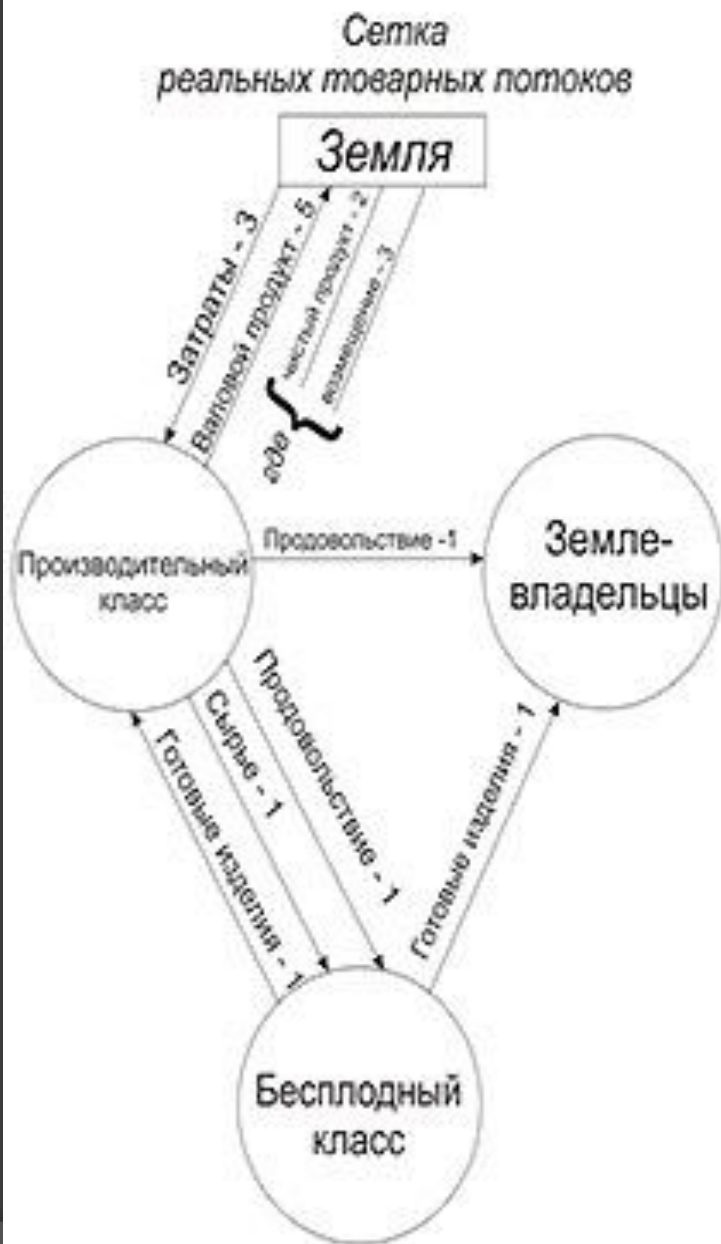 Сетка
реальных товарных потоков
Земля
Затраты - 3
Валовой продукт - 5
чистый продукт - 2
возмещение - 3
где
Производительный
класс
Продовольствие -1
Земле-
владельцы
Готовые изделия - 1
Сырье - 1
Продовольствие - 1
Готовые изделия - 1
Бесплодный
класс